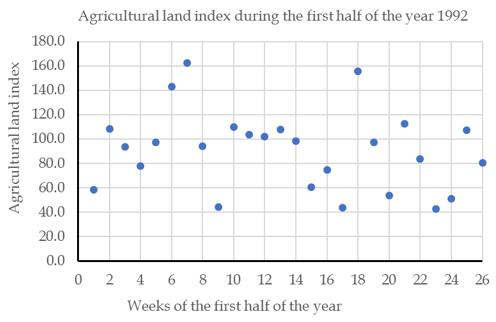 Agricultural land index during the first half of the year 1992
Agricultural land index
180.0
160.0
140.0
120.0
100.0
80.0
60.0
40.0
20.0
0.0
0 2 4 6 8 10 12 14 16 18 20 22 24 26
Weeks of the first half of the year